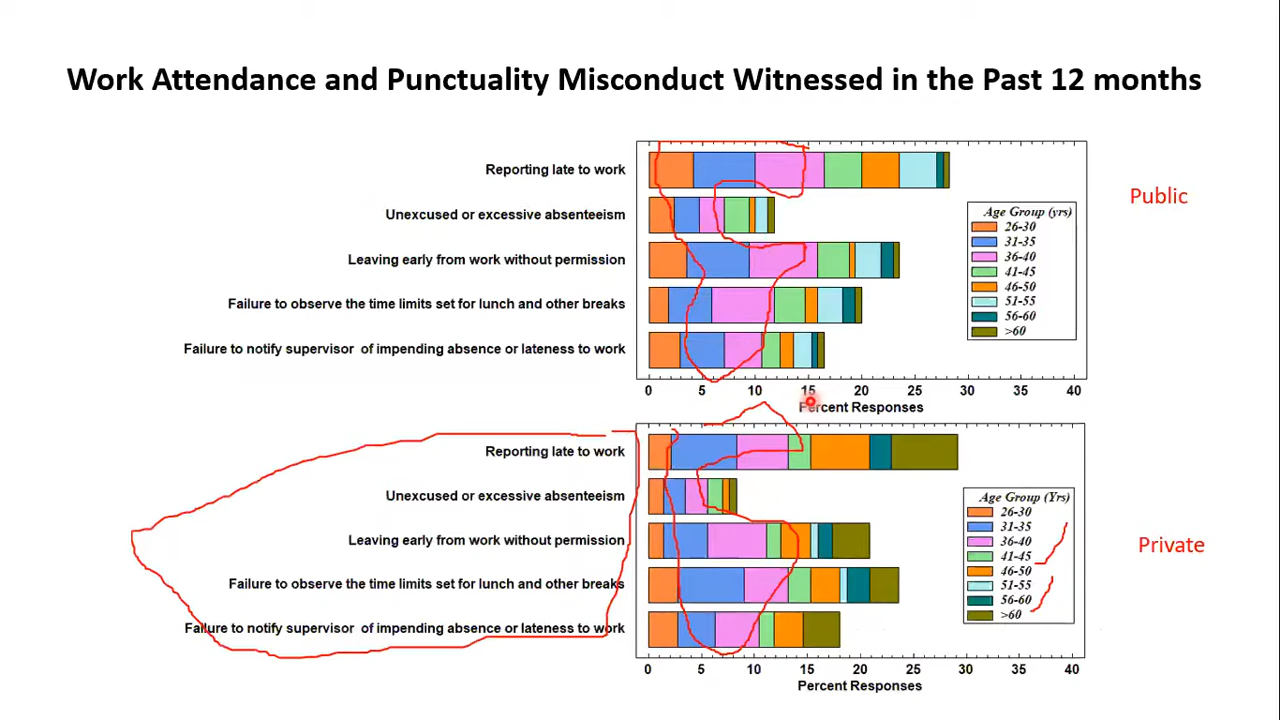 Work Attendance and Punctuality Misconduct Witnessed in the Past 12 months
Reporting late to work
Unexcused or excessive absenteeism
Leaving early from work without permission
Failure to observe the time limits set for lunch and other breaks
Failure to notify supervisor of impending absence or lateness to work
Age Group (yrs)
26-30
31-35
36-40
41-45
46-50
51-55
56-60
>60
Public
0 5 10 15 20 25 30 35 40
Percent Responses
Reporting late to work
Unexcused or excessive absenteeism
Leaving early from work without permission
Failure to observe the time limits set for lunch and other breaks
Failure to notify supervisor of impending absence or lateness to work
Age Group (Yrs)
26-30
31-35
36-40
41-45
46-50
51-55
56-60
>60
Private
0 5 10 15 20 25 30 35 40
Percent Responses